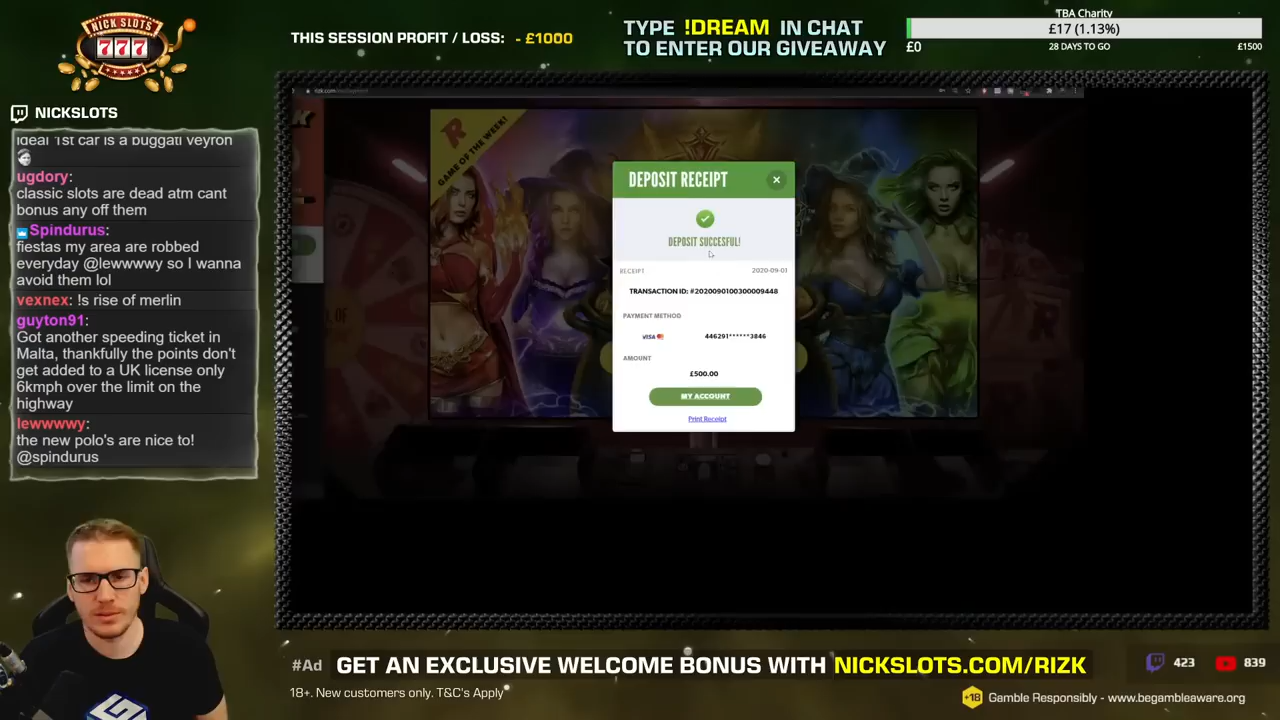 NICK SLOTS
777
THIS SESSION PROFIT / LOSS: - £1000
TYPE !DREAM IN CHAT
TO ENTER OUR GIVEAWAY
TBA Charity
£17 (1.13%)
£0
28 DAYS TO GO
£1500
NICKSLOTS
ideal 1st car is a buggati veyron
ugdory:
classic slots are dead atm cant
bonus any off them
Spindurus:
fiestas my area are robbed
everyday @lewwwwy so I wanna
avoid them lol
vexnex: !s rise of merlin
guyton91:
Got another speeding ticket in
Malta, thankfully the points don't
get added to a UK license only
6kmph over the limit on the
highway
lewwwwy:
the new polo's are nice to!
@spindurus
GAME OF THE WEEK!
DEPOSIT RECEIPT
DEPOSIT SUCCESFUL!
RECEIPT
2020-09-01
TRANSACTION ID: #2020090100300009448
PAYMENT METHOD
VISA
446291******3846
AMOUNT
£500.00
MY ACCOUNT
Print Receipt
#Ad GET AN EXCLUSIVE WELCOME BONUS WITH NICKSLOTS.COM/RIZK
18+. New customers only. T&C's Apply
423
839
+18 Gamble Responsibly - www.begambleaware.org